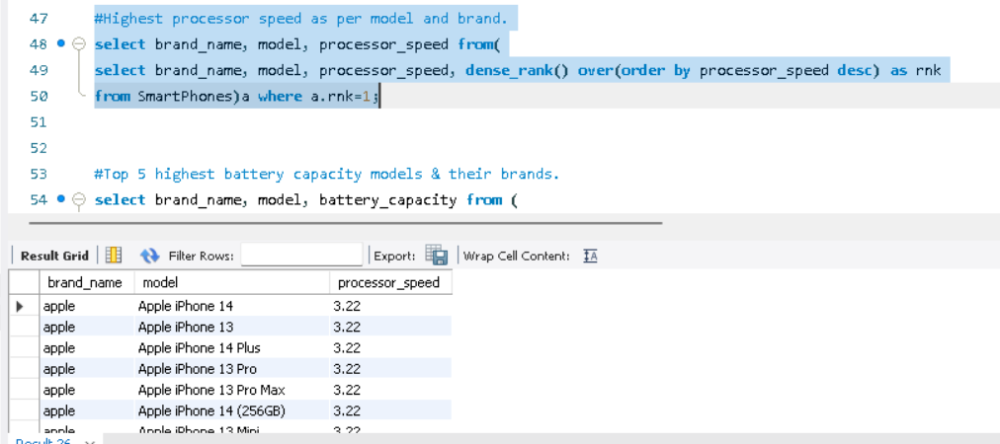 47 #Highest processor speed as per model and brand.
48 select brand_name, model, processor_speed from(
49 select brand_name, model, processor_speed, dense_rank() over(order by processor_speed desc) as rnk
50 from SmartPhones)a where a.rnk=1;
51
52
53 #Top 5 highest battery capacity models & their brands.
54 select brand_name, model, battery_capacity from (
Result Grid Filter Rows: Export: Wrap Cell Content: IA
brand_name model processor_speed
apple Apple iPhone 14 3.22
apple Apple iPhone 13 3.22
apple Apple iPhone 14 Plus 3.22
apple Apple iPhone 13 Pro 3.22
apple Apple iPhone 13 Pro Max 3.22
apple Apple iPhone 14 (256GB) 3.22
apple Apple iPhone 13 Mini 3.22
Result 26